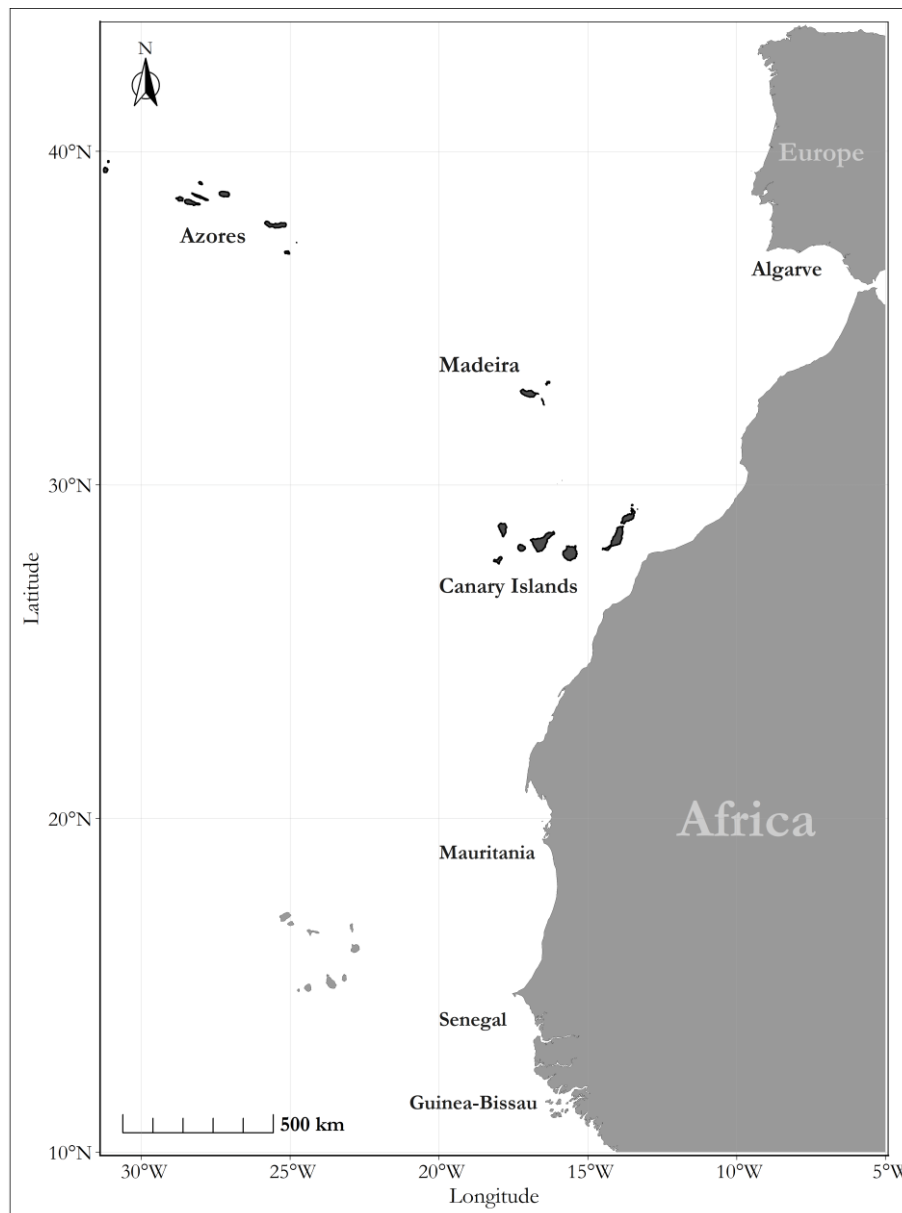 N
40°N
Europe
Azores
Algarve
Madeira
30°N
Canary Islands
Latitude
20°N
Africa
Mauritania
Senegal
Guinea-Bissau
500 km
10°N
30°W
25°W
20°W
15°W
10°W
5°W
Longitude